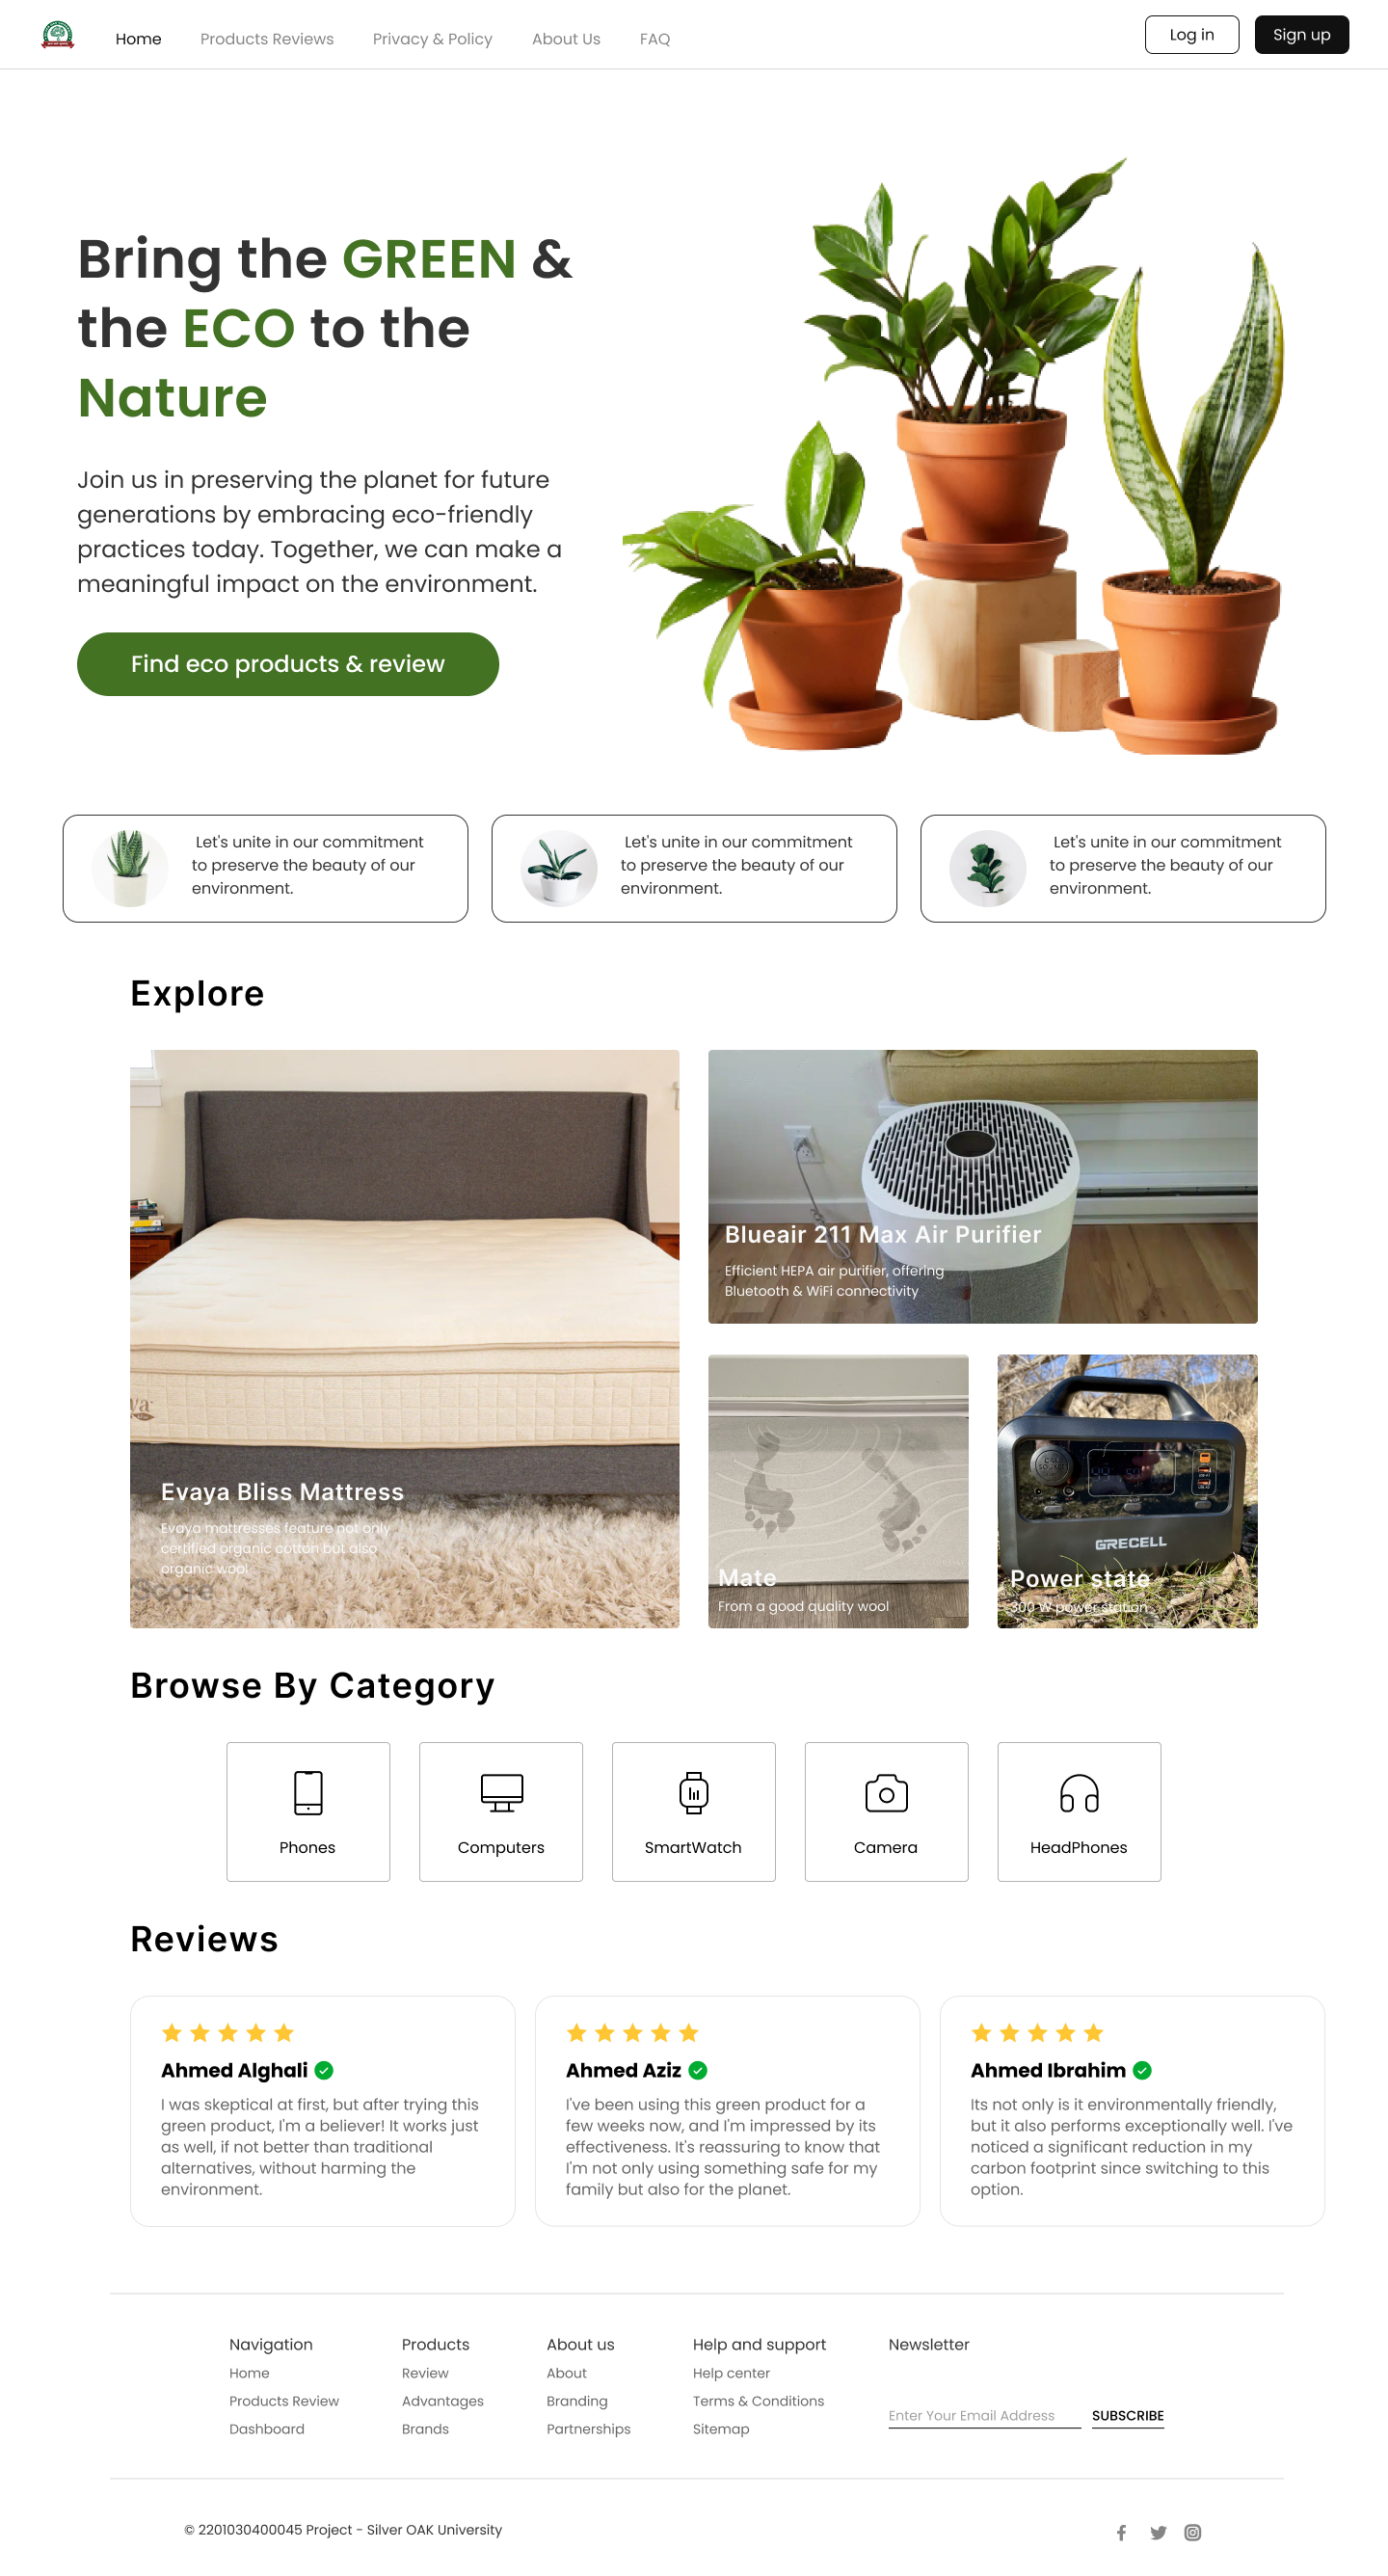 Home Products Reviews Privacy & Policy About Us FAQ Log in Sign up
Bring the GREEN &
the ECO to the
Nature
Join us in preserving the planet for future
generations by embracing eco-friendly
practices today. Together, we can make a
meaningful impact on the environment.
Find eco products & review
Let's unite in our commitment
to preserve the beauty of our
environment.
Let's unite in our commitment
to preserve the beauty of our
environment.
Let's unite in our commitment
to preserve the beauty of our
environment.
Explore
Evaya Bliss Mattress
Evaya mattresses feature not only
certified organic cotton but also
organic wool
Score
Blueair 211 Max Air Purifier
Efficient HEPA air purifier, offering
Bluetooth & WiFi connectivity
Mate
From a good quality wool
GRECELL
Power state
300 W power station
Browse By Category
Phones
Computers
SmartWatch
Camera
HeadPhones
Reviews
Ahmed Alghali
I was skeptical at first, but after trying this
green product, I'm a believer! It works just
as well, if not better than traditional
alternatives, without harming the
environment.
Ahmed Aziz
I've been using this green product for a
few weeks now, and I'm impressed by its
effectiveness. It's reassuring to know that
I'm not only using something safe for my
family but also for the planet.
Ahmed Ibrahim
Its not only is it environmentally friendly,
but it also performs exceptionally well. I've
noticed a significant reduction in my
carbon footprint since switching to this
option.
Navigation
Home
Products Review
Dashboard
Products
Review
Advantages
Brands
About us
About
Branding
Partnerships
Help and support
Help center
Terms & Conditions
Sitemap
Newsletter
Enter Your Email Address SUBSCRIBE
© 2201030400045 Project - Silver OAK University